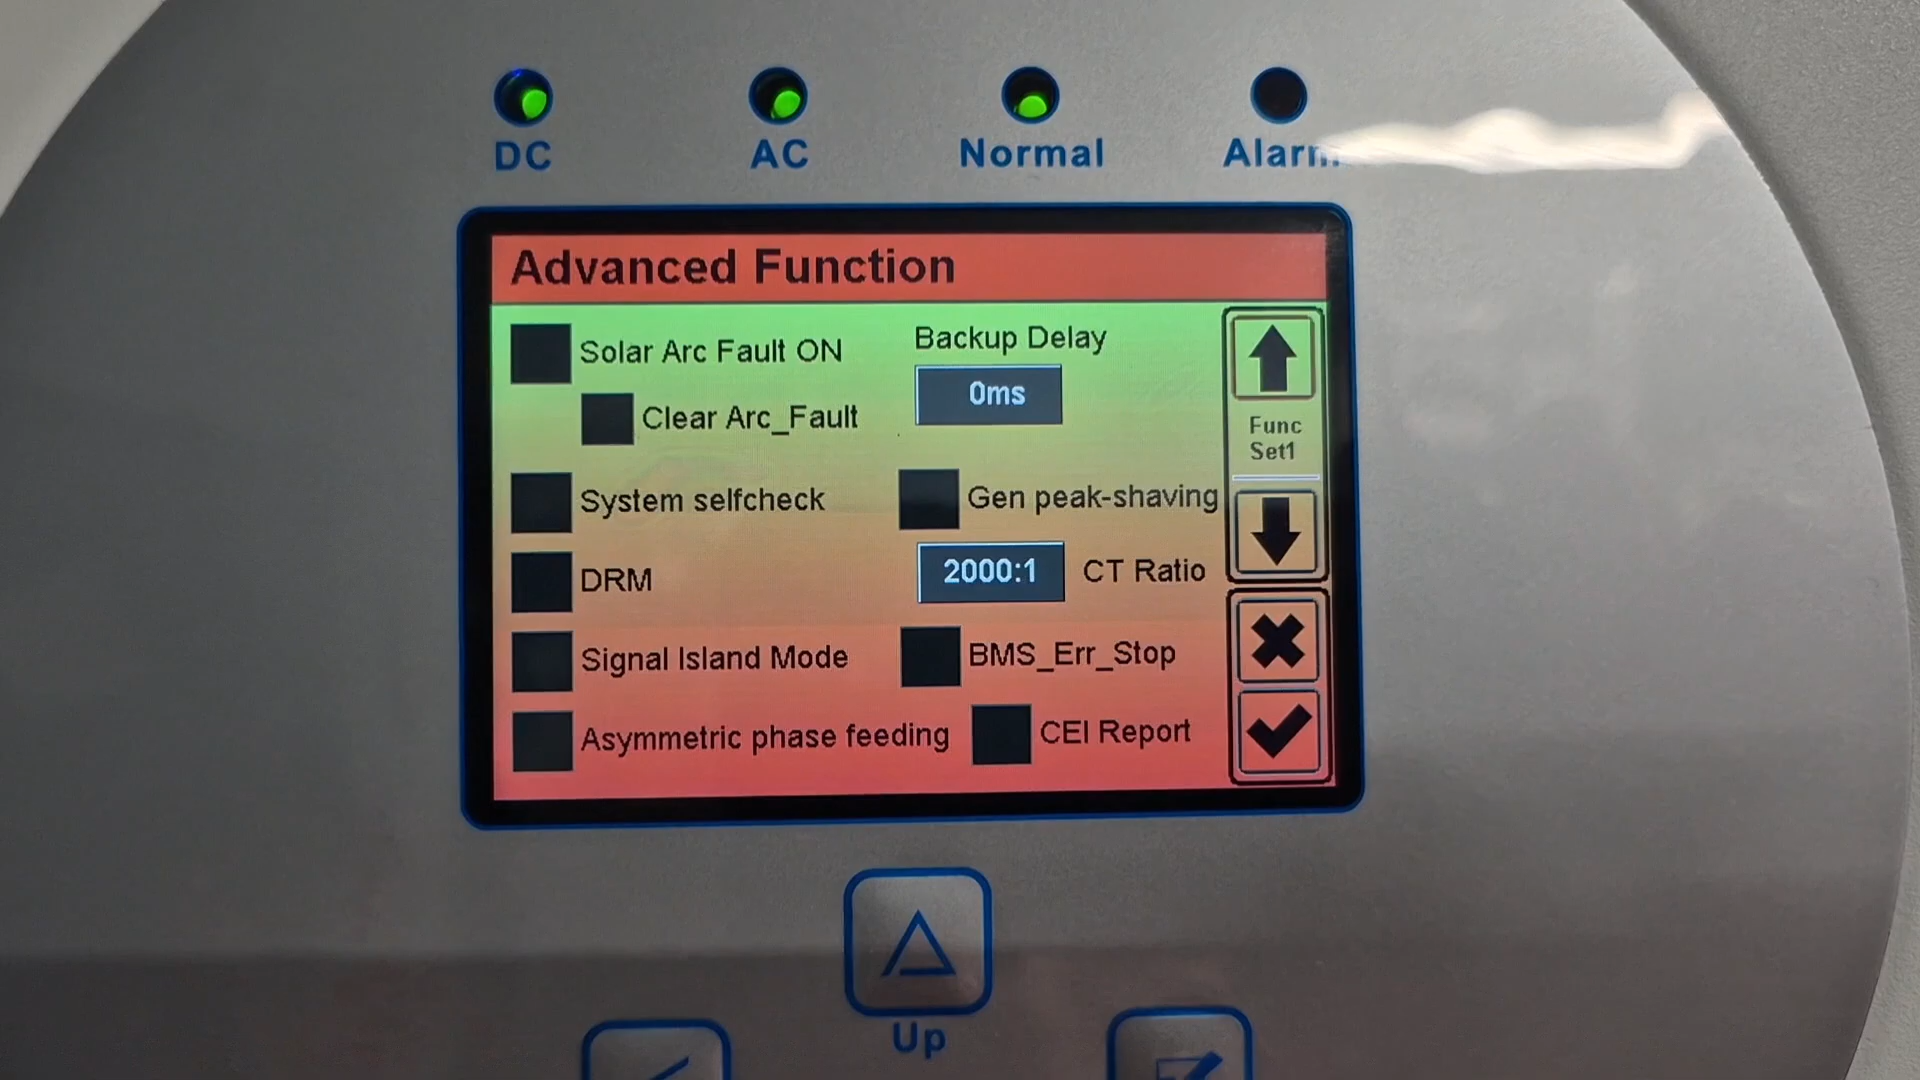 DC
AC
Normal
Alarm
Advanced Function
Solar Arc Fault ON
Backup Delay
0ms
Clear Arc_Fault
Func
Set1
System selfcheck
Gen peak-shaving
DRM
2000:1
CT Ratio
Signal Island Mode
BMS_Err_Stop
Asymmetric phase feeding
CEI Report
Up